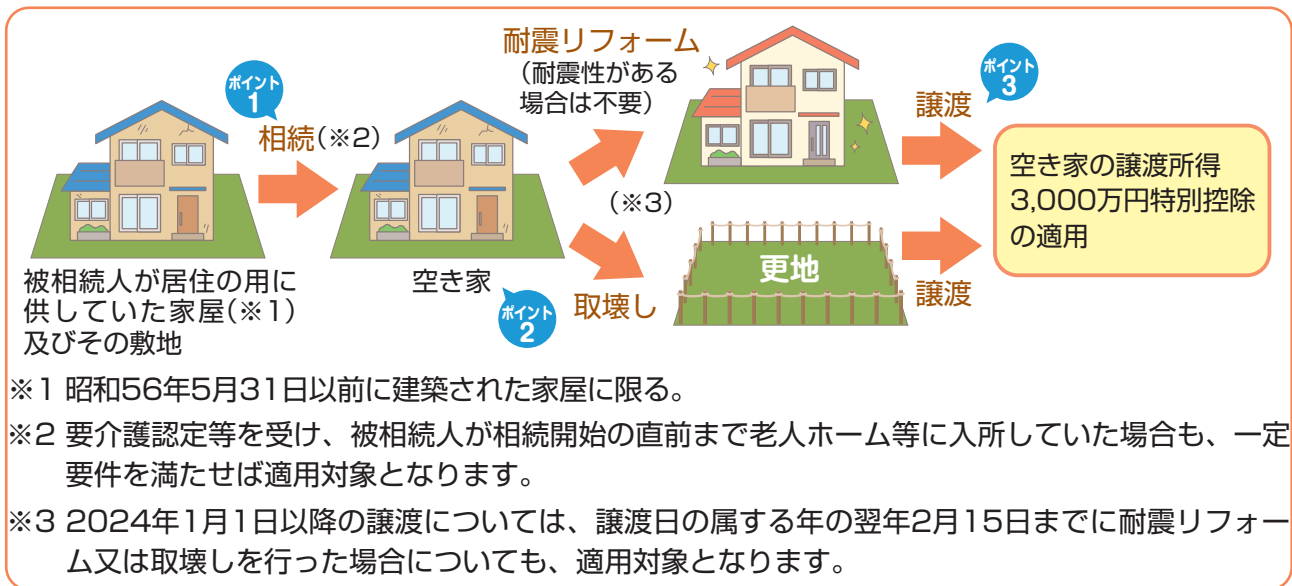 耐震リフォーム
（耐震性がある
場合は不要）
ポイント
1
相続(※2)
ポイント
3
譲渡
空き家の譲渡所得
3,000万円特別控除
の適用
(※3)
更地
被相続人が居住の用に
供していた家屋(※1)
及びその敷地
空き家
ポイント
2
取壊し
譲渡
※1 昭和56年5月31日以前に建築された家屋に限る。
※2 要介護認定等を受け、被相続人が相続開始の直前まで老人ホーム等に入所していた場合も、一定
要件を満たせば適用対象となります。
※3 2024年1月1日以降の譲渡については、譲渡日の属する年の翌年2月15日までに耐震リフォー
ム又は取壊しを行った場合についても、適用対象となります。